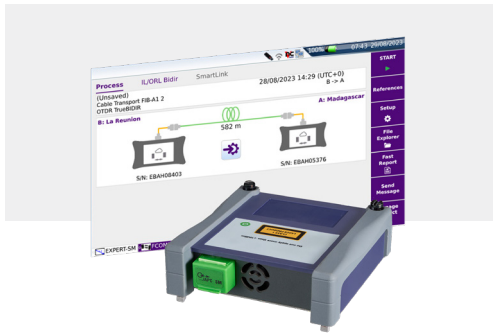 100%
07:43 29/08/2023
Process
IL/ORL Bidir
SmartLink
START
(Unsaved)
Cable Transport FIB-A1 2
OTDR TrueBIDIR
28/08/2023 14:29 (UTC+0)
B -> A
References
B: La Reunion
A: Madagascar
582 m
Setup
File
Explorer
S/N: EBAH08403
S/N: EBAH05376
Fast
Report
Send
Message
EXPERT-SM